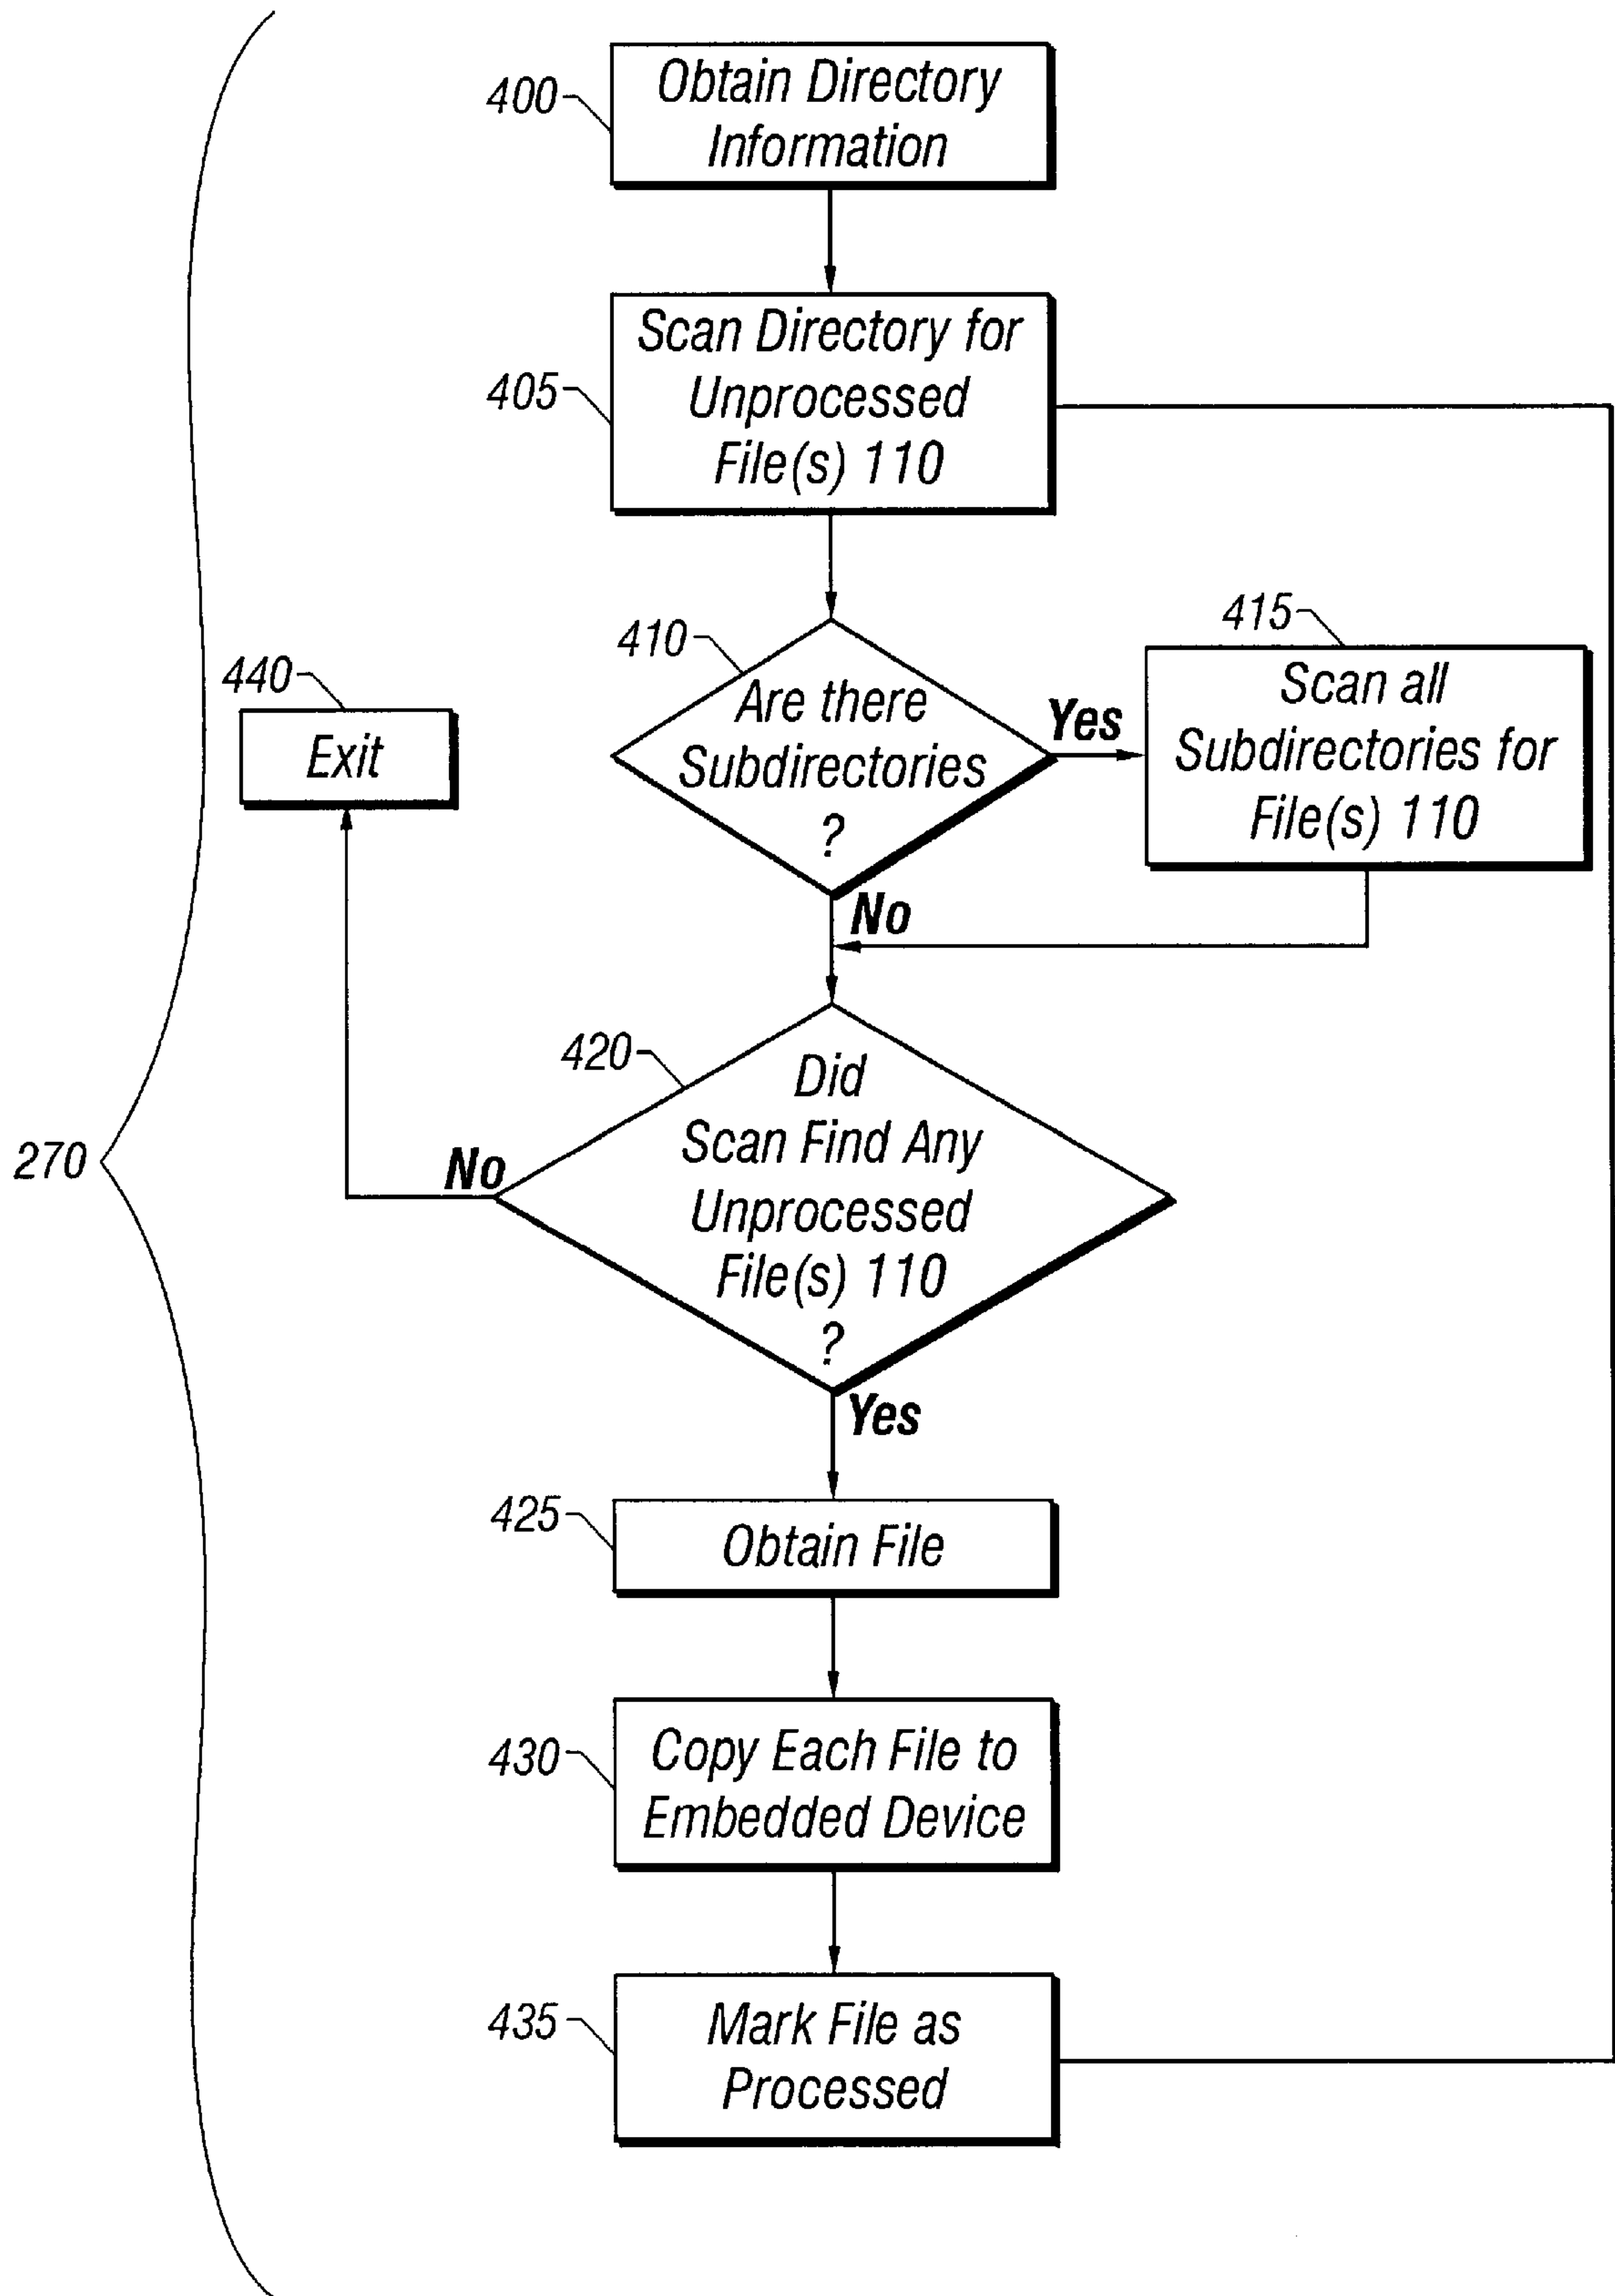 400
Obtain Directory
Information
405
Scan Directory for
Unprocessed
File(s) 110
410
Are there
Subdirectories
?
Yes
No
415
Scan all
Subdirectories for
File(s) 110
440
Exit
420
Did
Scan Find Any
Unprocessed
File(s) 110
?
No
Yes
270
425
Obtain File
430
Copy Each File to
Embedded Device
435
Mark File as
Processed